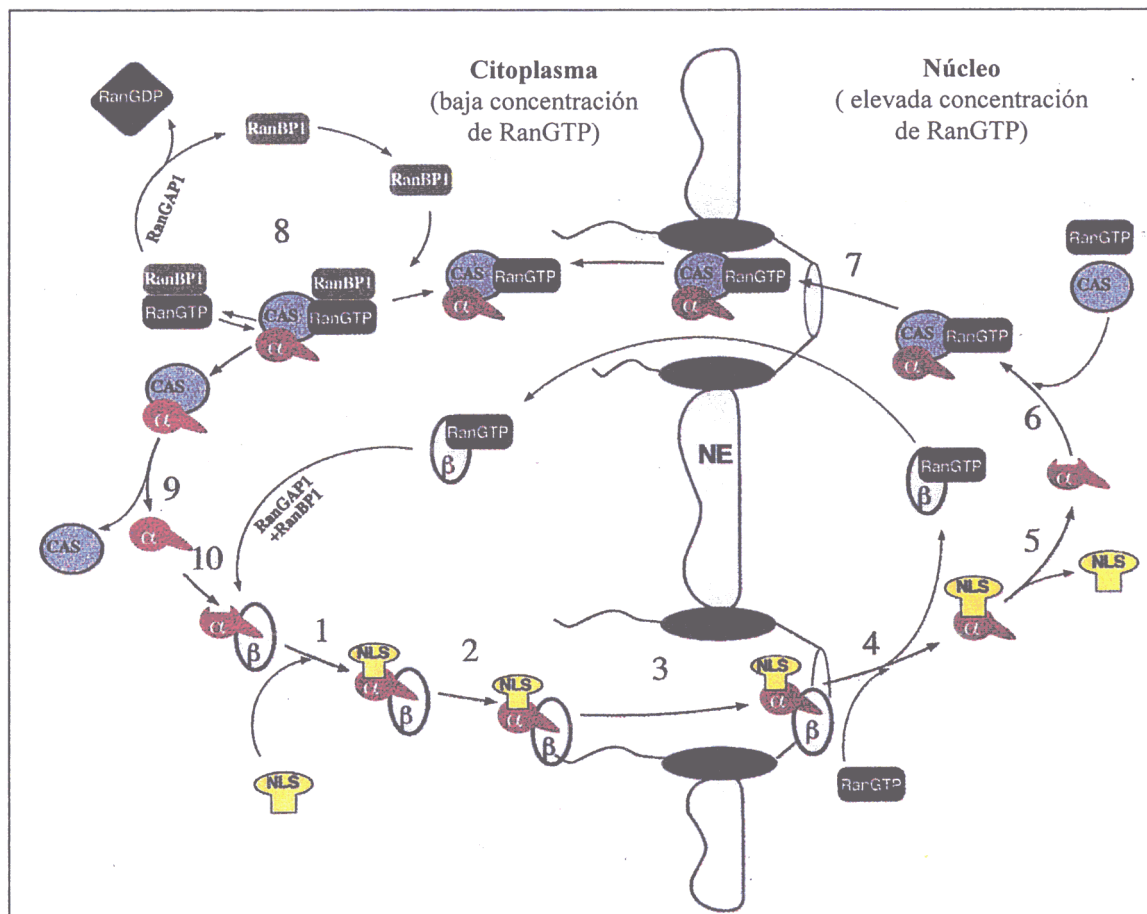 Citoplasma
(baja concentración
de RanGTP)
Núcleo
( elevada concentración
de RanGTP)
RanGDP
RanBP1
RanBP1
RanGAP1
8
RanBP1
RanGTP
RanBP1
CAS
RanGTP
α
CAS
RanGTP
α
CAS
RanGTP
α
7
RanGTP
CAS
CAS
RanGTP
α
6
CAS
α
9
CAS
α
10
RanGTP
β
RanGAP1
+RanBP1
NE
RanGTP
β
α
5
NLS
NLS
α
4
α
β
1
NLS
α
β
2
NLS
α
β
3
NLS
α
β
NLS
RanGTP